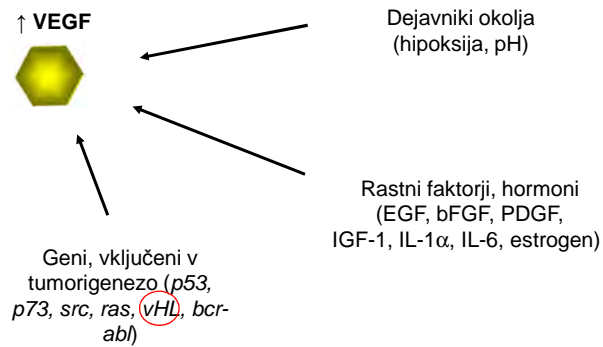 ↑ VEGF
Dejavniki okolja
(hipoksija, pH)
Rastni faktorji, hormoni
(EGF, bFGF, PDGF,
IGF-1, IL-1α, IL-6, estrogen)
Geni, vključeni v
tumorigenezo (p53,
p73, src, ras, vHL, bcr-
abl)